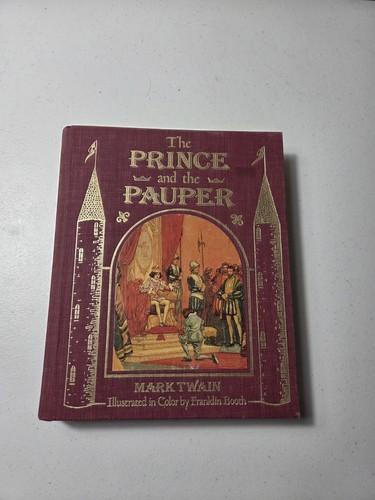 The
PRINCE
and the
PAUPER
MARK TWAIN
Illustrated in Color by Franklin Booth